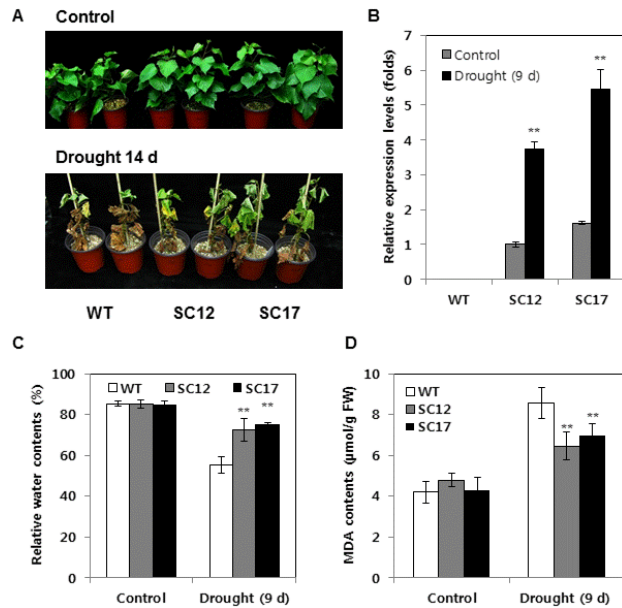 A
Control
Drought 14 d
WT SC12 SC17
B
Relative expression levels (folds)
7
6
5
4
3
2
1
0
Control
Drought (9 d)
**
**
WT SC12 SC17
C
Relative water contents (%)
100
80
60
40
20
0
WT SC12 SC17
** **
Control Drought (9 d)
D
MDA contents (μmol/g FW)
10
8
6
4
2
0
WT
SC12
SC17
** **
Control Drought (9 d)